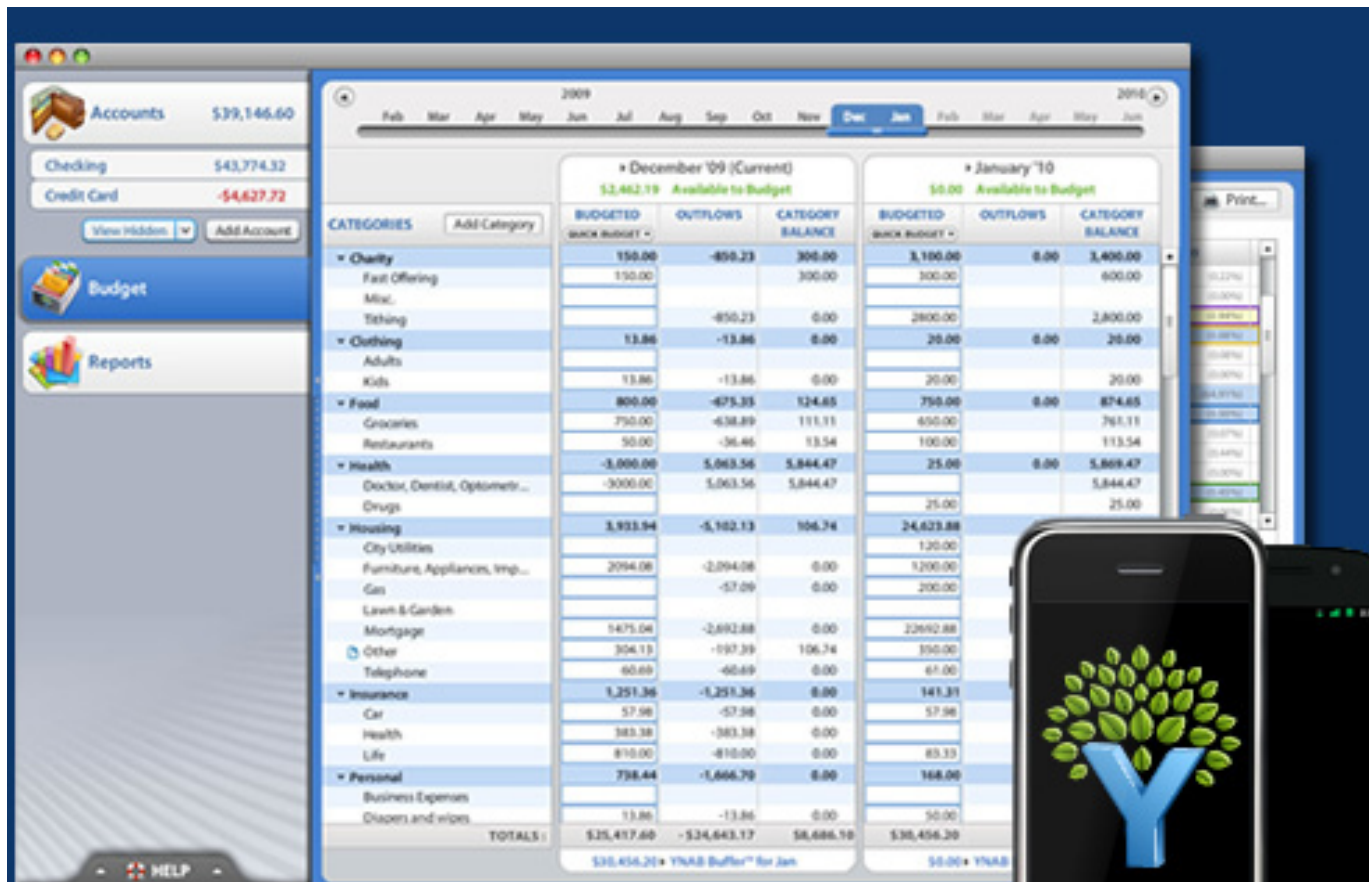 Accounts $39,146.60
Checking $43,774.32
Credit Card -$4,627.72
View Hidden Add Account
Budget
Reports
HELP
2009 2010
Feb Mar Apr May Jun Jul Aug Sep Oct Nov Dec Jan Feb Mar Apr May Jun
December '09 (Current) January '10
$2,462.19 Available to Budget $0.00 Available to Budget
CATEGORIES Add Category BUDGETED OUTFLOWS CATEGORY BALANCE BUDGETED OUTFLOWS CATEGORY BALANCE
QUICK BUDGET QUICK BUDGET
Charity 150.00 -850.23 300.00 3,100.00 0.00 3,400.00
Fast Offering 150.00 300.00 300.00 600.00
Misc.
Tithing -850.23 0.00 2800.00 2,800.00
Clothing 13.86 -13.86 0.00 20.00 0.00 20.00
Adults
Kids 13.86 -13.86 0.00 20.00 20.00
Food 800.00 -675.35 124.65 750.00 0.00 874.65
Groceries 750.00 -638.89 111.11 650.00 761.11
Restaurants 50.00 -36.46 13.54 100.00 113.54
Health -3,000.00 5,063.56 5,844.47 25.00 0.00 5,869.47
Doctor, Dentist, Optometr... -3000.00 5,063.56 5,844.47 5,844.47
Drugs 25.00 25.00
Housing 3,933.94 -5,102.13 106.74 24,623.88
City Utilities 120.00
Furniture, Appliances, Imp... 2094.08 -2,094.08 0.00 1200.00
Gas -57.09 0.00 200.00
Lawn & Garden
Mortgage 1475.04 -2,692.88 0.00 22692.88
Other 304.13 -197.39 106.74 350.00
Telephone 60.69 -60.69 0.00 61.00
Insurance 1,251.36 -1,251.36 0.00 141.31
Car 57.98 -57.98 0.00 57.98
Health 383.38 -383.38 0.00
Life 810.00 -810.00 0.00 83.33
Personal 738.44 -1,666.70 0.00 168.00
Business Expenses
Diapers and wipes 13.86 -13.86 0.00 50.00
TOTALS: $25,417.60 -$24,643.17 $8,686.10 $30,456.20
$30,456.20 YNAB Buffer™ for Jan $0.00 YNAB
Print...
Y